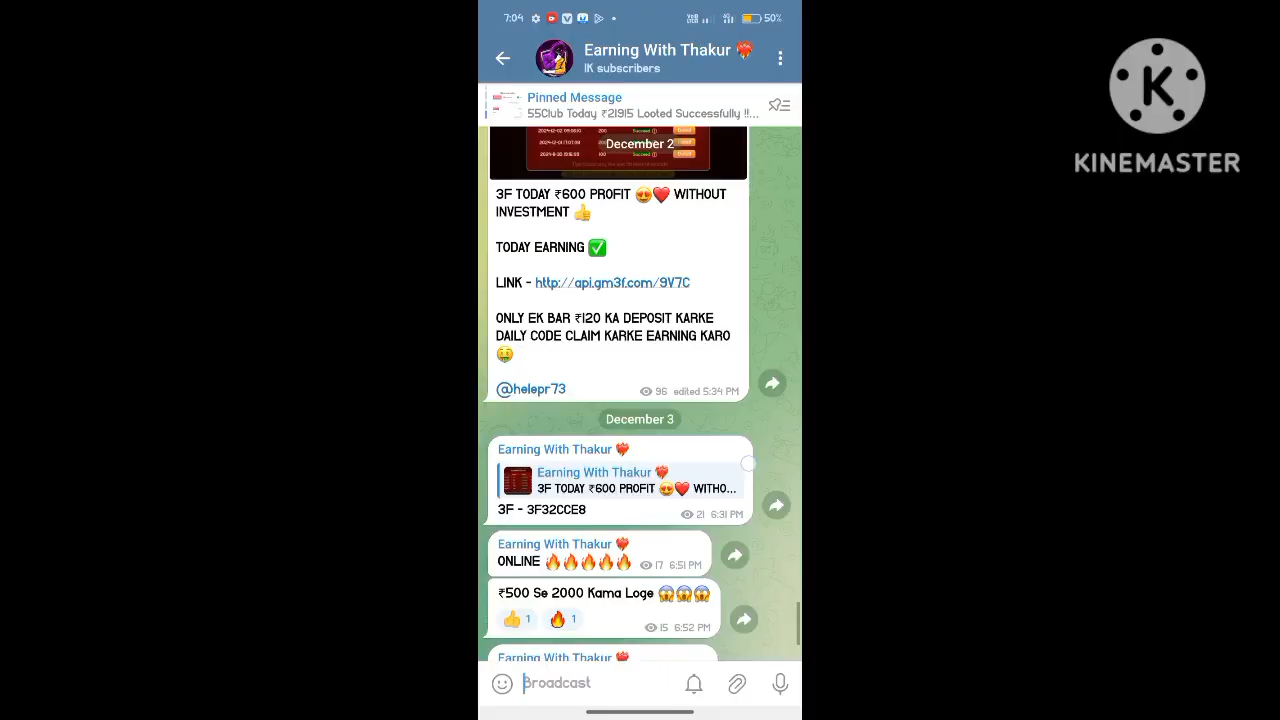 7:04
50%
Earning With Thakur
1K subscribers
K
KINEMASTER
Pinned Message
55Club Today ₹21915 Looted Successfully !!...
December 2
3F TODAY ₹600 PROFIT 😍❤️ WITHOUT
INVESTMENT 👍
TODAY EARNING ✅
LINK - http://api.gm3f.com/9V7C
ONLY EK BAR ₹120 KA DEPOSIT KARKE
DAILY CODE CLAIM KARKE EARNING KARO
🤑
@helepr73
96 edited 5:34 PM
December 3
Earning With Thakur ❤️‍🔥
Earning With Thakur ❤️‍🔥
3F TODAY ₹600 PROFIT 😍❤️ WITHO...
3F - 3F32CCE8
21 6:31 PM
Earning With Thakur ❤️‍🔥
ONLINE 🔥🔥🔥🔥🔥
17 6:51 PM
₹500 Se 2000 Kama Loge 😱😱😱
👍 1 🔥 1
15 6:52 PM
Earning With Thakur ❤️‍🔥
Broadcast